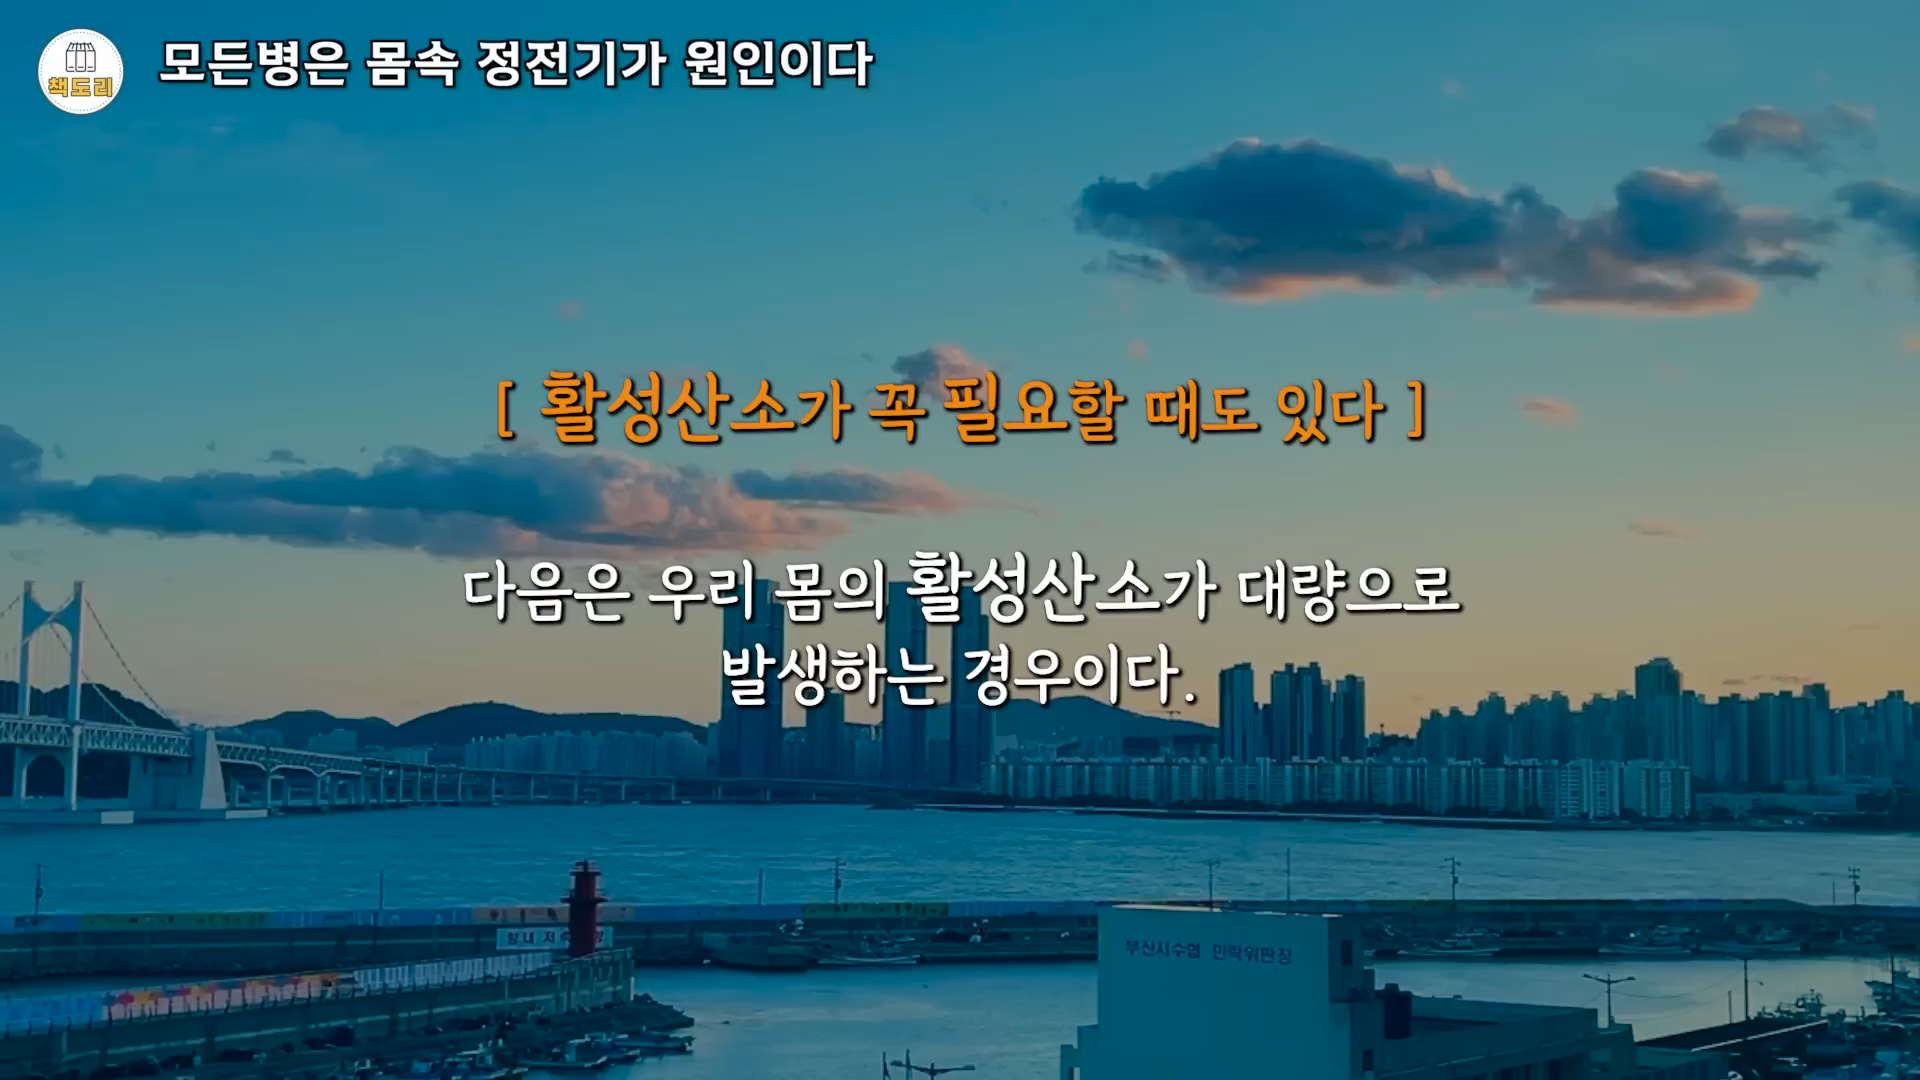 책도리
모든병은 몸속 정전기가 원인이다
[ 활성산소가 꼭 필요할 때도 있다 ]
다음은 우리 몸의 활성산소가 대량으로
발생하는 경우이다.
항내 저
부산시수협 민락위판장